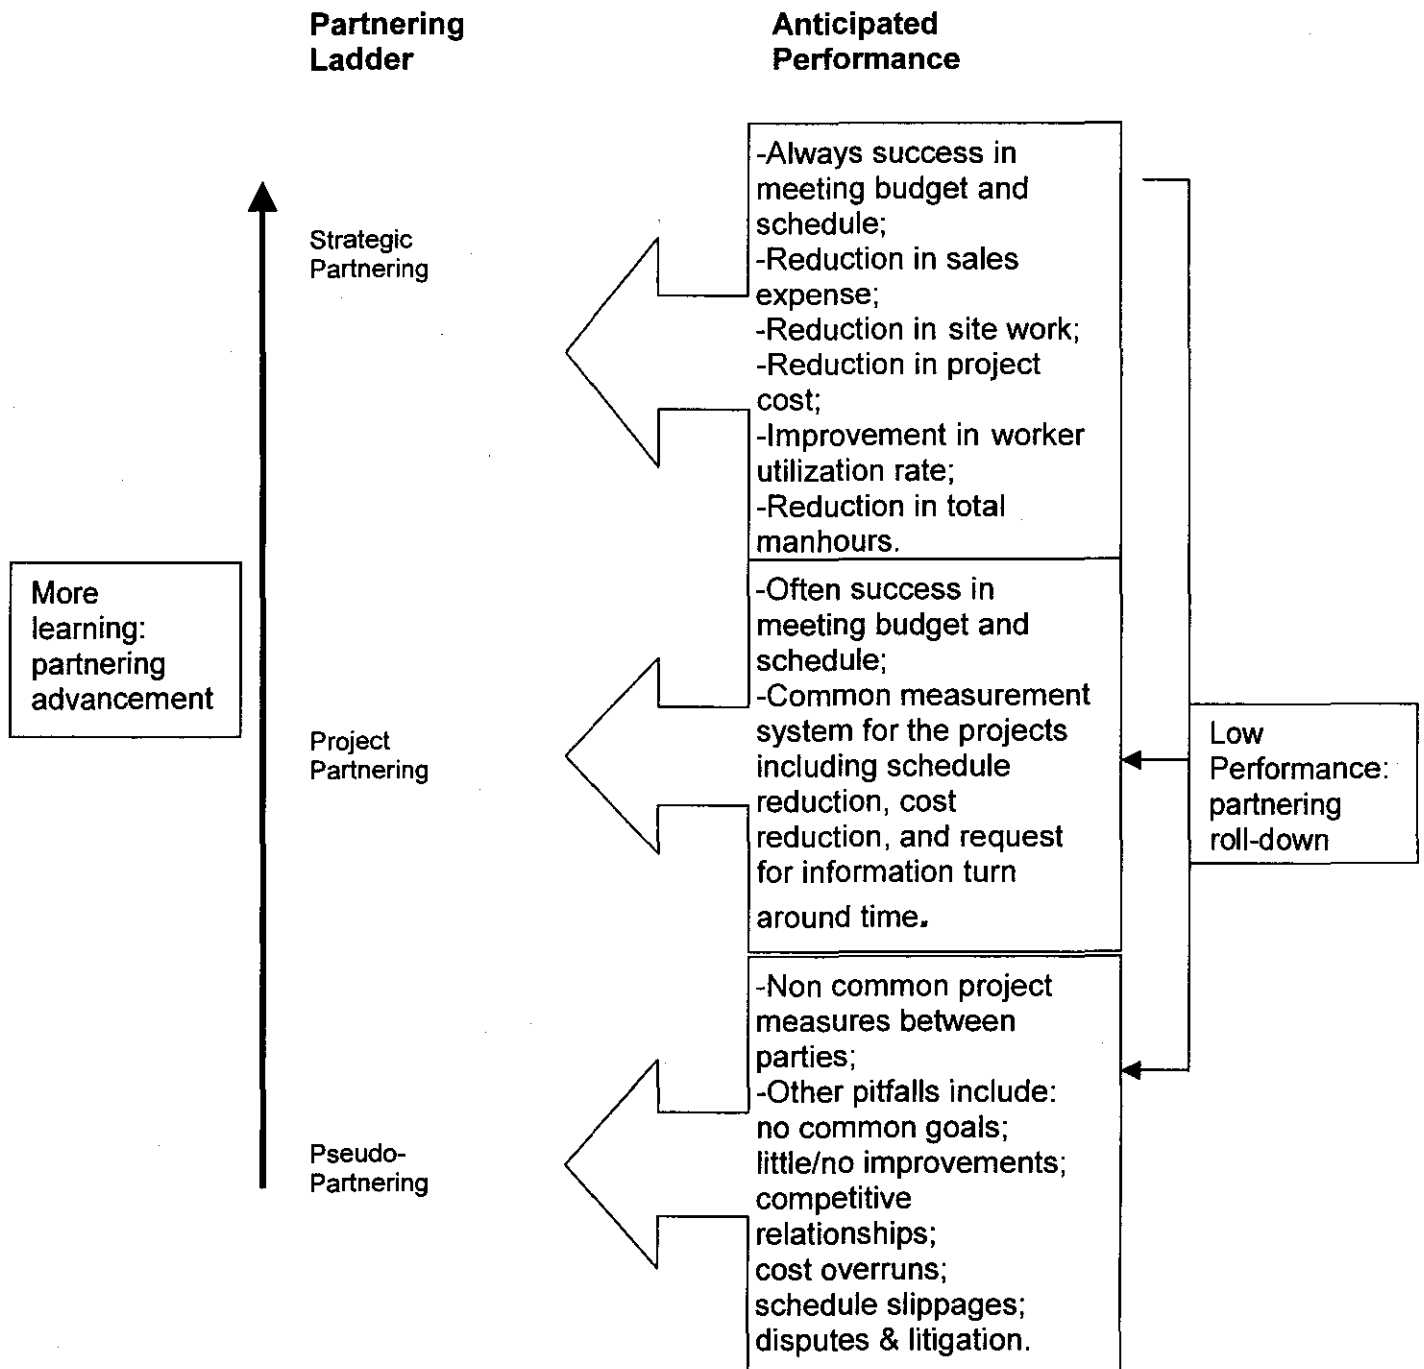 Partnering
Ladder
Anticipated
Performance
Strategic
Partnering
-Always success in
meeting budget and
schedule;
-Reduction in sales
expense;
-Reduction in site work;
-Reduction in project
cost;
-Improvement in worker
utilization rate;
-Reduction in total
manhours.
More
learning:
partnering
advancement
Project
Partnering
-Often success in
meeting budget and
schedule;
-Common measurement
system for the projects
including schedule
reduction, cost
reduction, and request
for information turn
around time.
Low
Performance:
partnering
roll-down
Pseudo-
Partnering
-Non common project
measures between
parties;
-Other pitfalls include:
no common goals;
little/no improvements;
competitive
relationships;
cost overruns;
schedule slippages;
disputes & litigation.